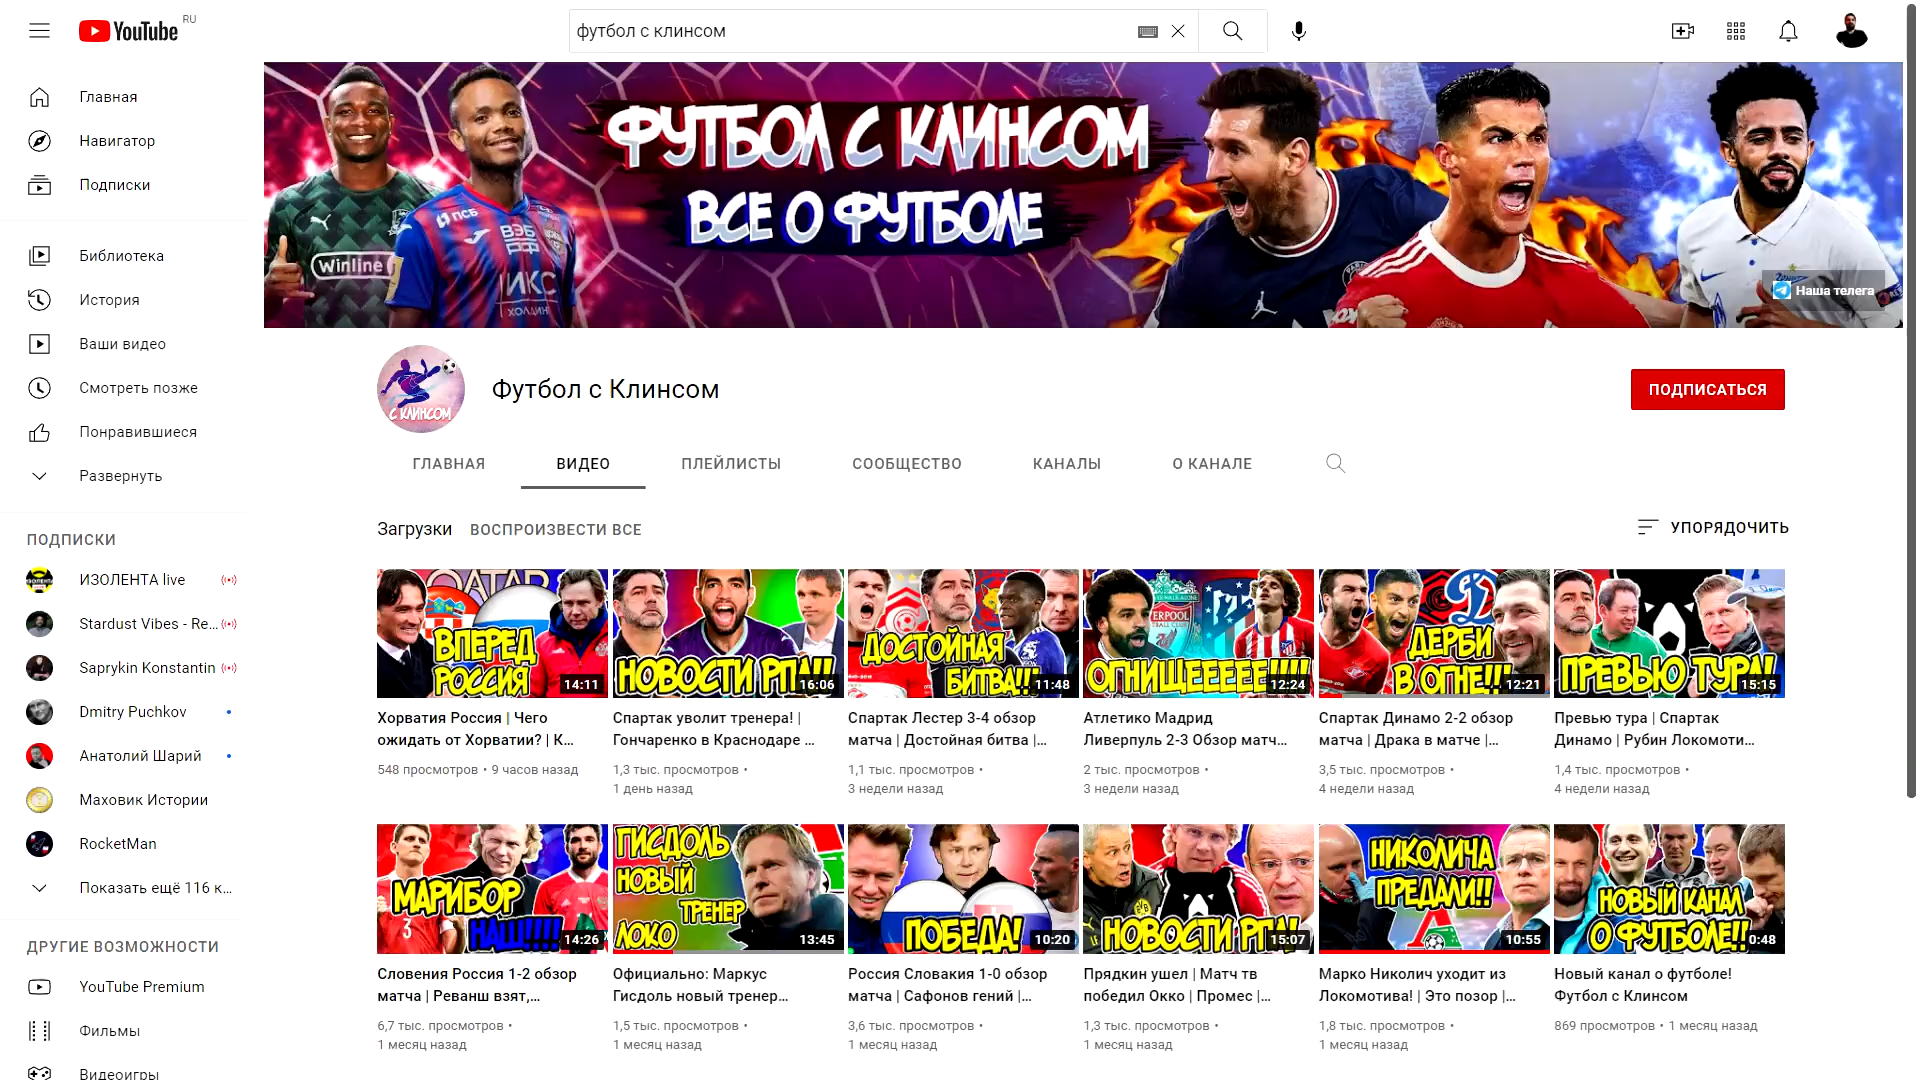 YouTube RU
футбол с клинсом
Главная
Навигатор
Подписки
Библиотека
История
Ваши видео
Смотреть позже
Понравившиеся
Развернуть
ПОДПИСКИ
ИЗОЛЕНТА live
Stardust Vibes - Re...
Saprykin Konstantin
Dmitry Puchkov
Анатолий Шарий
Маховик Истории
RocketMan
Показать ещё 116 к...
ДРУГИЕ ВОЗМОЖНОСТИ
YouTube Premium
Фильмы
Видеоигры
ФУТБОЛ С КЛИНСОМ
ВСЕ О ФУТБОЛЕ
Winline
ПСБ
ВЭБ
РФ
ИКС
ХОЛДИНГ
Наша телега
С КЛИНСОМ
Футбол с Клинсом
ПОДПИСАТЬСЯ
ГЛАВНАЯ ВИДЕО ПЛЕЙЛИСТЫ СООБЩЕСТВО КАНАЛЫ О КАНАЛЕ
Загрузки ВОСПРОИЗВЕСТИ ВСЕ
УПОРЯДОЧИТЬ
QATAR
ВПЕРЕД
РОССИЯ
14:11
Хорватия Россия | Чего
ожидать от Хорватии? | К...
548 просмотров • 9 часов назад
НОВОСТИ РПЛ!!
16:06
Спартак уволит тренера! |
Гончаренко в Краснодаре ...
1,3 тыс. просмотров •
1 день назад
ДОСТОЙНАЯ
БИТВА!!
11:48
Спартак Лестер 3-4 обзор
матча | Достойная битва |...
1,1 тыс. просмотров •
3 недели назад
ОГНИЩЕЕЕЕЕ!!!!
12:24
Атлетико Мадрид
Ливерпуль 2-3 Обзор матч...
2 тыс. просмотров •
3 недели назад
ДЕРБИ
В ОГНЕ!!
12:21
Спартак Динамо 2-2 обзор
матча | Драка в матче |...
3,5 тыс. просмотров •
4 недели назад
ПРЕВЬЮ ТУРА!
15:15
Превью тура | Спартак
Динамо | Рубин Локомоти...
1,4 тыс. просмотров •
4 недели назад
МАРИБОР
НАШ!!!!
14:26
Словения Россия 1-2 обзор
матча | Реванш взят,...
6,7 тыс. просмотров •
1 месяц назад
ГИСДОЛЬ
НОВЫЙ
ТРЕНЕР
ЛОКО
13:45
Официально: Маркус
Гисдоль новый тренер...
1,5 тыс. просмотров •
1 месяц назад
ПОБЕДА!
10:20
Россия Словакия 1-0 обзор
матча | Сафонов гений |...
3,6 тыс. просмотров •
1 месяц назад
НОВОСТИ РПЛ!
15:07
Прядкин ушел | Матч тв
победил Окко | Промес |...
1,3 тыс. просмотров •
1 месяц назад
НИКОЛИЧА
ПРЕДАЛИ!!
10:55
Марко Николич уходит из
Локомотива! | Это позор |...
1,8 тыс. просмотров •
1 месяц назад
НОВЫЙ КАНАЛ
О ФУТБОЛЕ!!
0:48
Новый канал о футболе!
Футбол с Клинсом
869 просмотров • 1 месяц назад